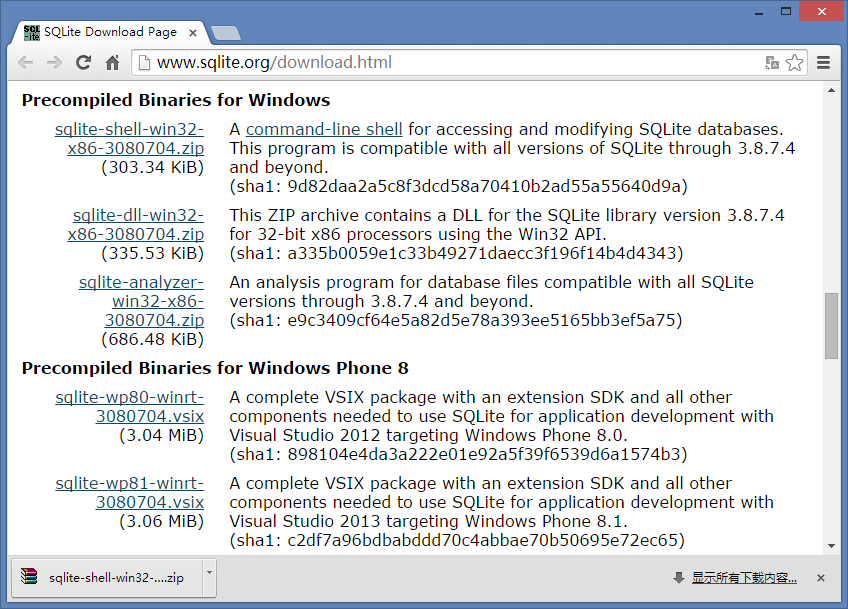 SQLite Download Page
www.sqlite.org/download.html
Precompiled Binaries for Windows
sqlite-shell-win32-
x86-3080704.zip
(303.34 KiB)
A command-line shell for accessing and modifying SQLite databases.
This program is compatible with all versions of SQLite through 3.8.7.4
and beyond.
(sha1: 9d82daa2a5c8f3dcd58a70410b2ad55a55640d9a)
sqlite-dll-win32-
x86-3080704.zip
(335.53 KiB)
This ZIP archive contains a DLL for the SQLite library version 3.8.7.4
for 32-bit x86 processors using the Win32 API.
(sha1: a335b0059e1c33b49271daecc3f196f14b4d4343)
sqlite-analyzer-
win32-x86-
3080704.zip
(686.48 KiB)
An analysis program for database files compatible with all SQLite
versions through 3.8.7.4 and beyond.
(sha1: e9c3409cf64e5a82d5e78a393ee5165bb3ef5a75)
Precompiled Binaries for Windows Phone 8
sqlite-wp80-winrt-
3080704.vsix
(3.04 MiB)
A complete VSIX package with an extension SDK and all other
components needed to use SQLite for application development with
Visual Studio 2012 targeting Windows Phone 8.0.
(sha1: 898104e4da3a222e01e92a5f39f6539d6a1574b3)
sqlite-wp81-winrt-
3080704.vsix
(3.06 MiB)
A complete VSIX package with an extension SDK and all other
components needed to use SQLite for application development with
Visual Studio 2013 targeting Windows Phone 8.1.
(sha1: c2df7a96bdbabddd70c4abbae70b50695e72ec65)
sqlite-shell-win32-....zip
显示所有下载内容...